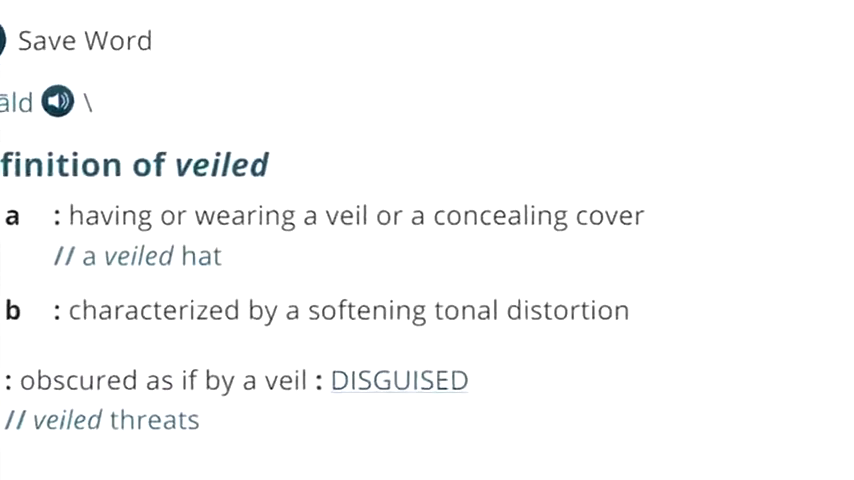 Save Word
āld \
finition of veiled
a : having or wearing a veil or a concealing cover
// a veiled hat
b : characterized by a softening tonal distortion
: obscured as if by a veil : DISGUISED
// veiled threats